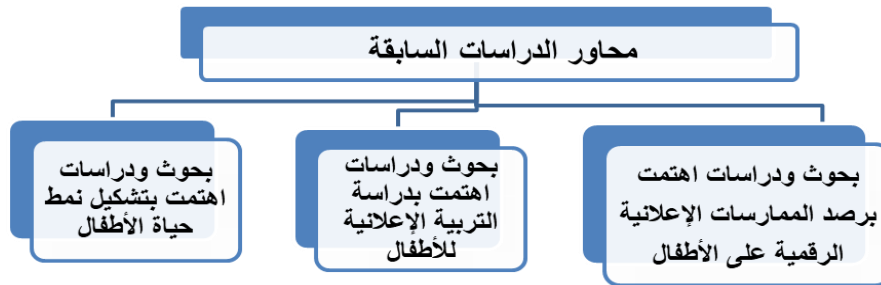 محاور الدراسات السابقة
بحوث ودراسات اهتمت
برصد الممارسات الإعلانية
الرقمية على الأطفال
بحوث ودراسات
اهتمت بدراسة
التربية الإعلانية
للأطفال
بحوث ودراسات
اهتمت بتشكيل نمط
حياة الأطفال